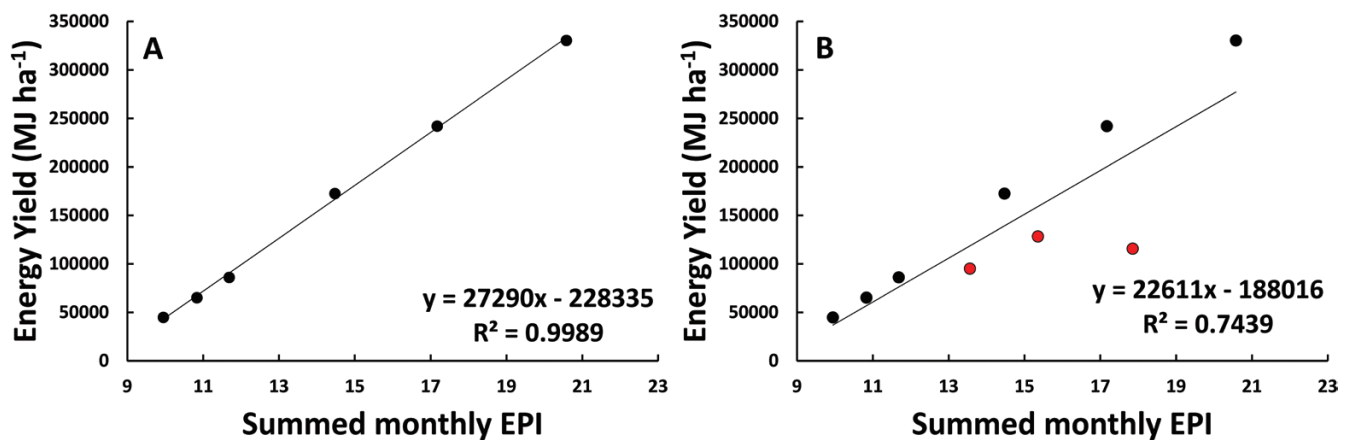 A
Energy Yield (MJ ha⁻¹)
350000
300000
250000
200000
150000
100000
50000
0
y = 27290x - 228335
R² = 0.9989
9 11 13 15 17 19 21 23
Summed monthly EPI
B
Energy Yield (MJ ha⁻¹)
350000
300000
250000
200000
150000
100000
50000
0
y = 22611x - 188016
R² = 0.7439
9 11 13 15 17 19 21 23
Summed monthly EPI